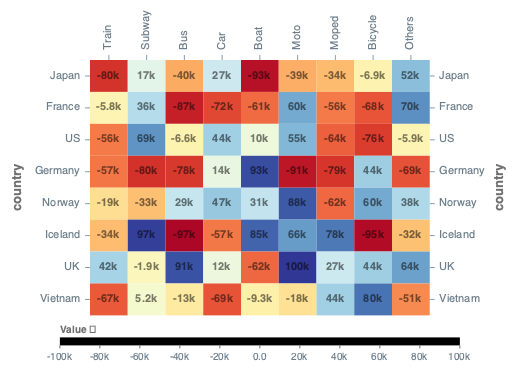 Train Subway Bus Car Boat Moto Moped Bicycle Others
Japan -80k 17k -40k 27k -93k -39k -34k -6.9k 52k Japan
France -5.8k 36k -87k -72k -61k 60k -56k -68k 70k France
US -56k 69k -6.6k 44k 10k 55k -64k -76k -5.9k US
Germany -57k -80k -78k 14k 93k -91k -79k 44k -69k Germany
Norway -19k -33k 29k 47k 31k 88k -62k 60k 38k Norway
Iceland -34k 97k -97k -57k 85k 66k 78k -95k -32k Iceland
UK 42k -1.9k 91k 12k -62k 100k 27k 44k 64k UK
Vietnam -67k 5.2k -13k -69k -9.3k -18k 44k 80k -51k Vietnam
country
country
Value
-100k -80k -60k -40k -20k 0.0 20k 40k 60k 80k 100k